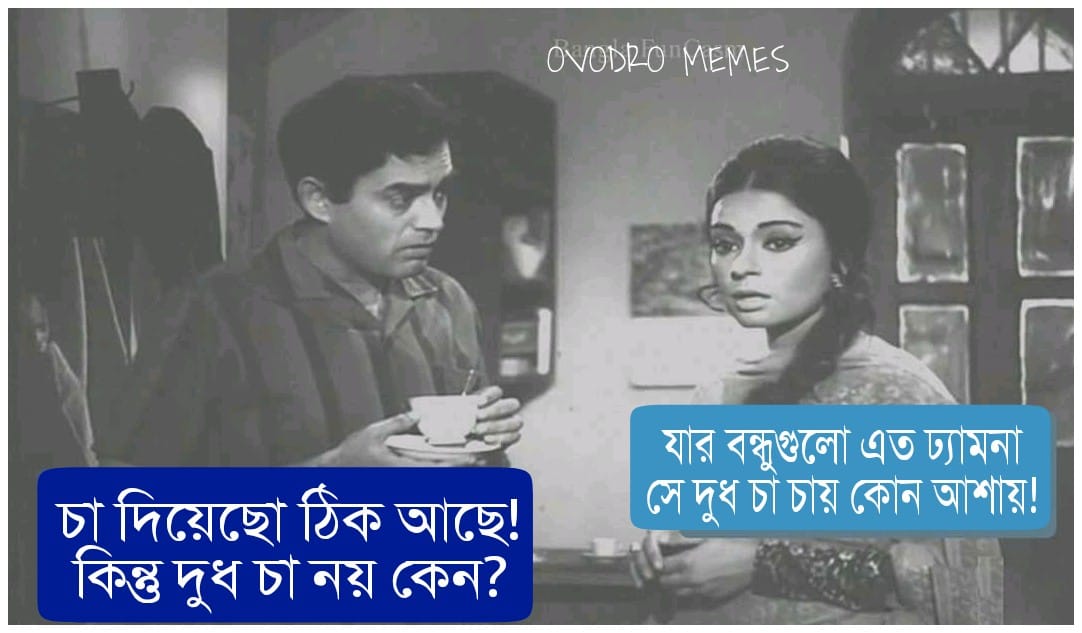 OVODRO MEMES
যার বন্ধুগুলো এত ঢ্যামনা
সে দুধ চা চায় কোন আশায়!
চা দিয়েছো ঠিক আছে!
কিন্তু দুধ চা নয় কেন?